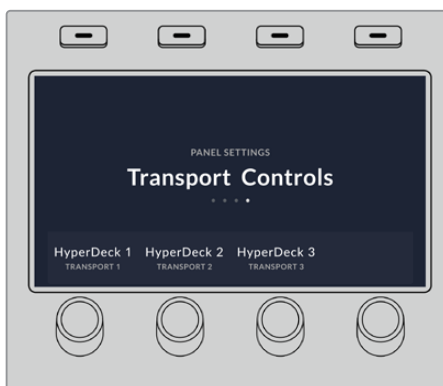 PANEL SETTINGS
Transport Controls
HyperDeck 1 HyperDeck 2 HyperDeck 3
TRANSPORT 1 TRANSPORT 2 TRANSPORT 3